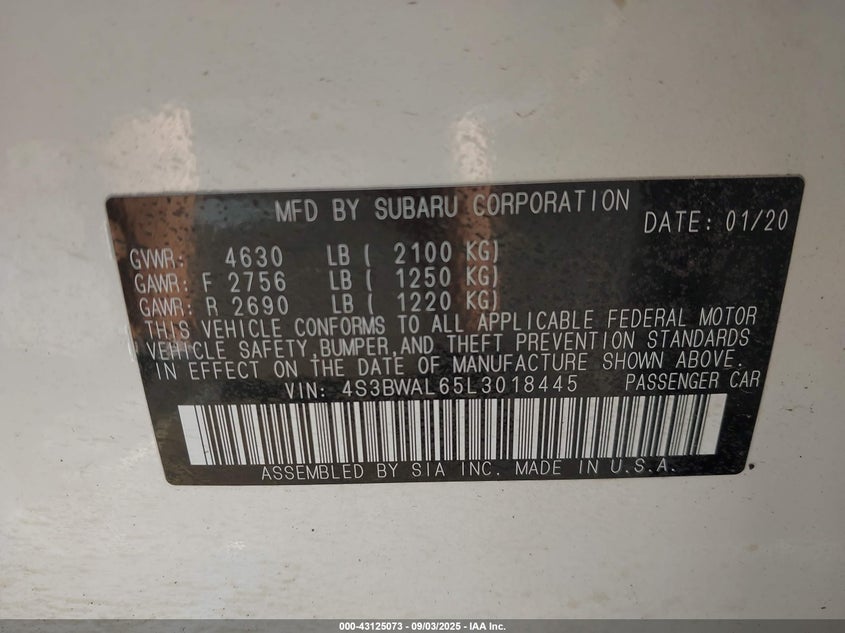 MFD BY SUBARU CORPORATION
DATE: 01/20
GVWR: 4630 LB ( 2100 KG)
GAWR: F 2756 LB ( 1250 KG)
GAWR: R 2690 LB ( 1220 KG)
THIS VEHICLE CONFORMS TO ALL APPLICABLE FEDERAL MOTOR
VEHICLE SAFETY,BUMPER,AND THEFT PREVENTION STANDARDS
IN EFFECT ON THE DATE OF MANUFACTURE SHOWN ABOVE.
VIN: 4S3BWAL65L3018445 PASSENGER CAR
ASSEMBLED BY SIA INC. MADE IN U.S.A.
000-43125073 - 09/03/2025 - IAA Inc.